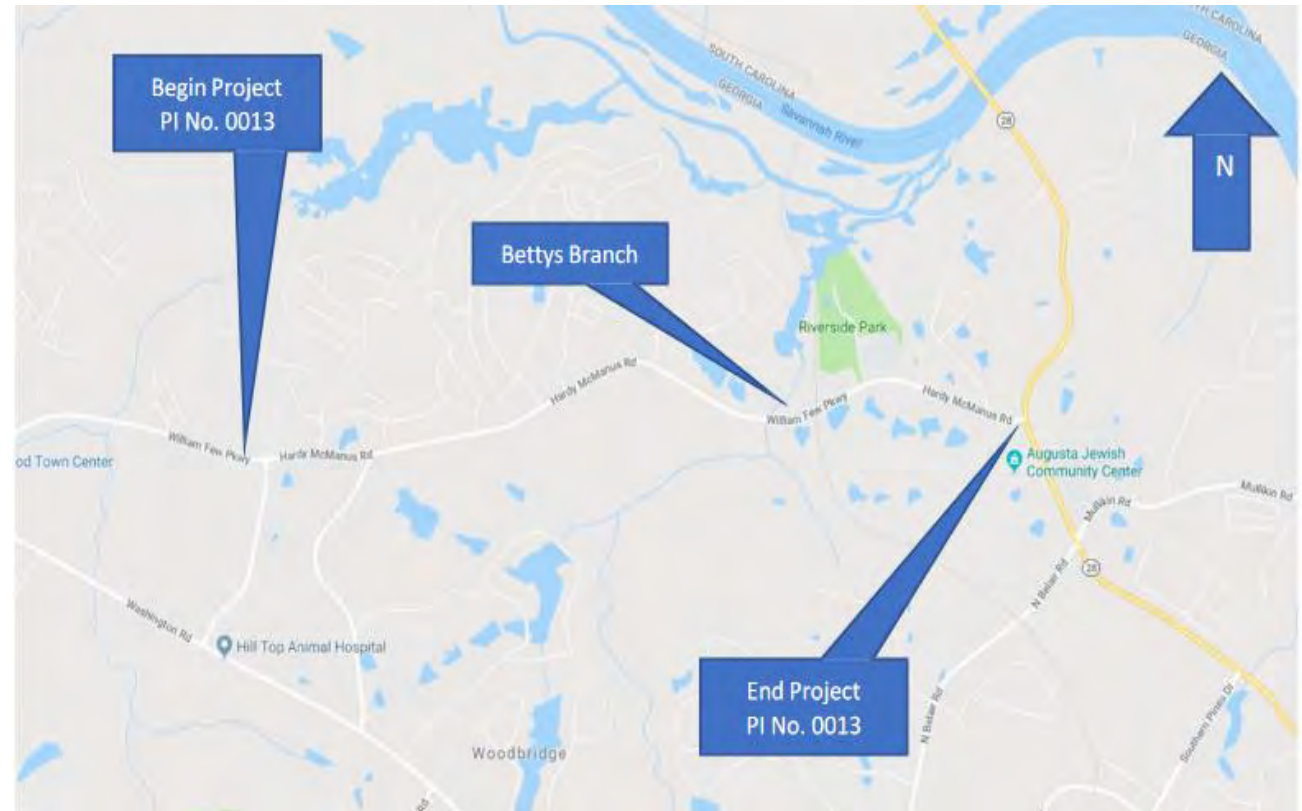 TH CAROLINA
GEORGIA
SOUTH CAROLINA
GEORGIA
Savannah River
28
N
Begin Project
PI No. 0013
Bettys Branch
Riverside Park
Hardy McManus Rd
William Few Pkwy
Hardy McManus Rd
William Few Pkwy
Hardy McManus Rd
od Town Center
Augusta Jewish
Community Center
Mullikin Rd
Mullikin Rd
28
N Belair Rd
Washington Rd
Hill Top Animal Hospital
End Project
PI No. 0013
N Belair Rd
Southern Pines Dr
Woodbridge
Rd